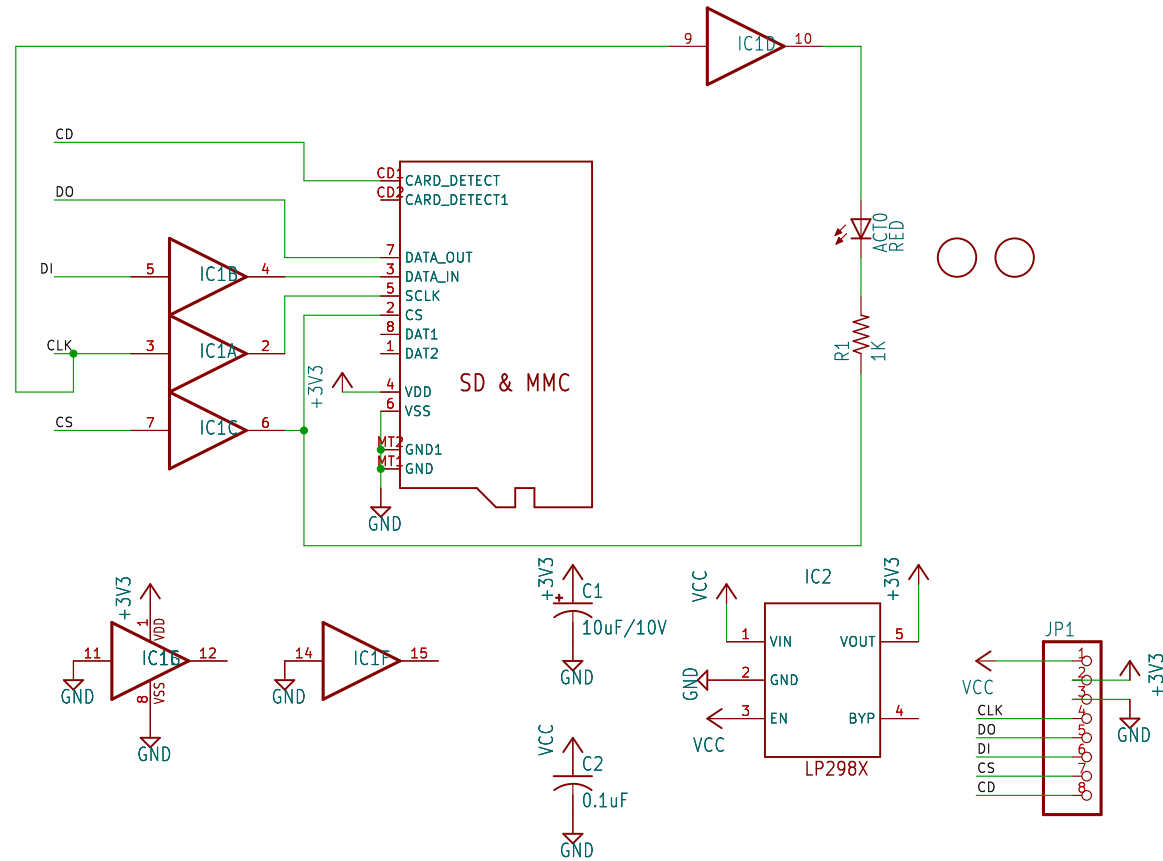 9
IC1D
10
CD
CD1
CARD_DETECT
CD2
CARD_DETECT1
DO
ACT0
RED
7
DATA_OUT
DI
5
IC1B
4
3
DATA_IN
5
SCLK
2
CS
8
DAT1
CLK
3
IC1A
2
1
DAT2
R1
1K
+3V3
4
VDD
SD & MMC
6
VSS
CS
7
IC1C
6
MT2
GND1
MT1
GND
GND
+3V3
1
VDD
11
IC1E
12
GND
8
VSS
GND
14
IC1F
15
GND
+3V3
C1
10uF/10V
GND
VCC
C2
0.1uF
GND
IC2
VCC
+3V3
1
VIN
VOUT
5
GND
2
GND
VCC
3
EN
BYP
4
LP298X
JP1
1
VCC
2
+3V3
3
GND
CLK
4
DO
5
DI
6
CS
7
CD
8